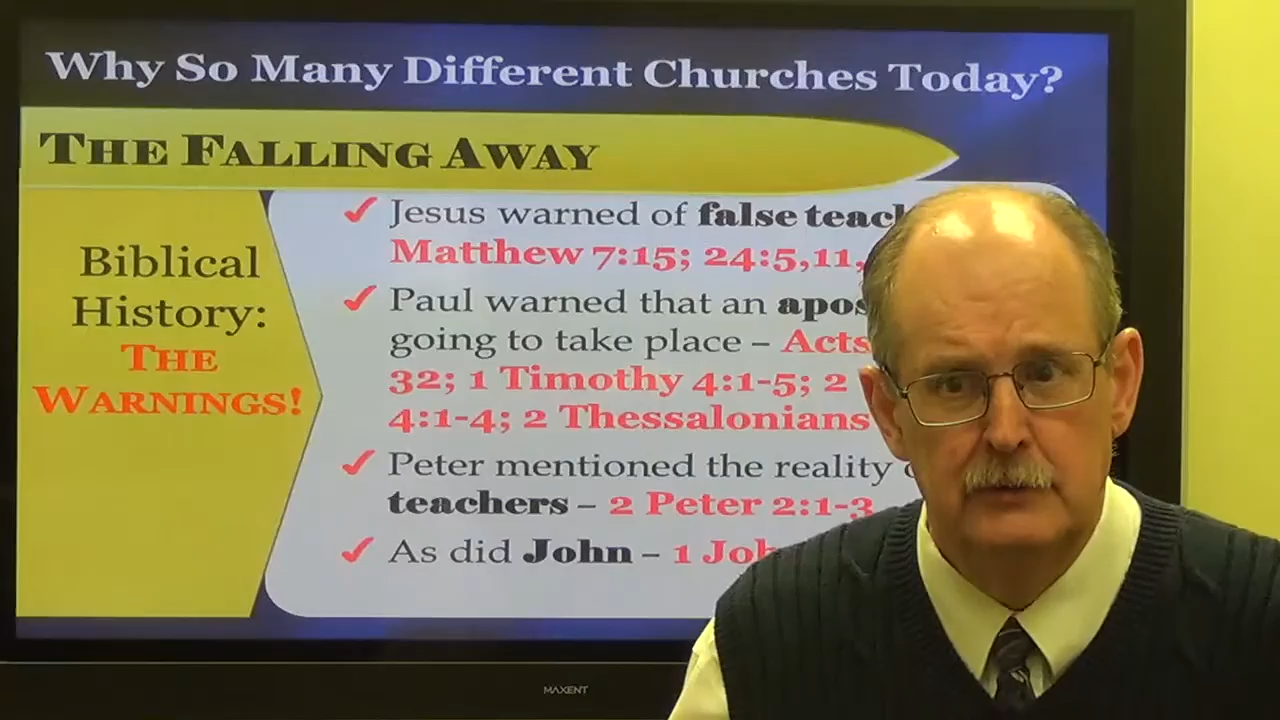 Why So Many Different Churches Today?
THE FALLING AWAY
Biblical
History:
THE
WARNINGS!
✓ Jesus warned of false
Matthew 7:15; 24:5,11,
✓ Paul warned that an
going to take place – Acts
32; 1 Timothy 4:1-5; 2
4:1-4; 2 Thessalonians
✓ Peter mentioned the reality
teachers – 2 Peter 2:1-3
✓ As did John – 1
MAXENT